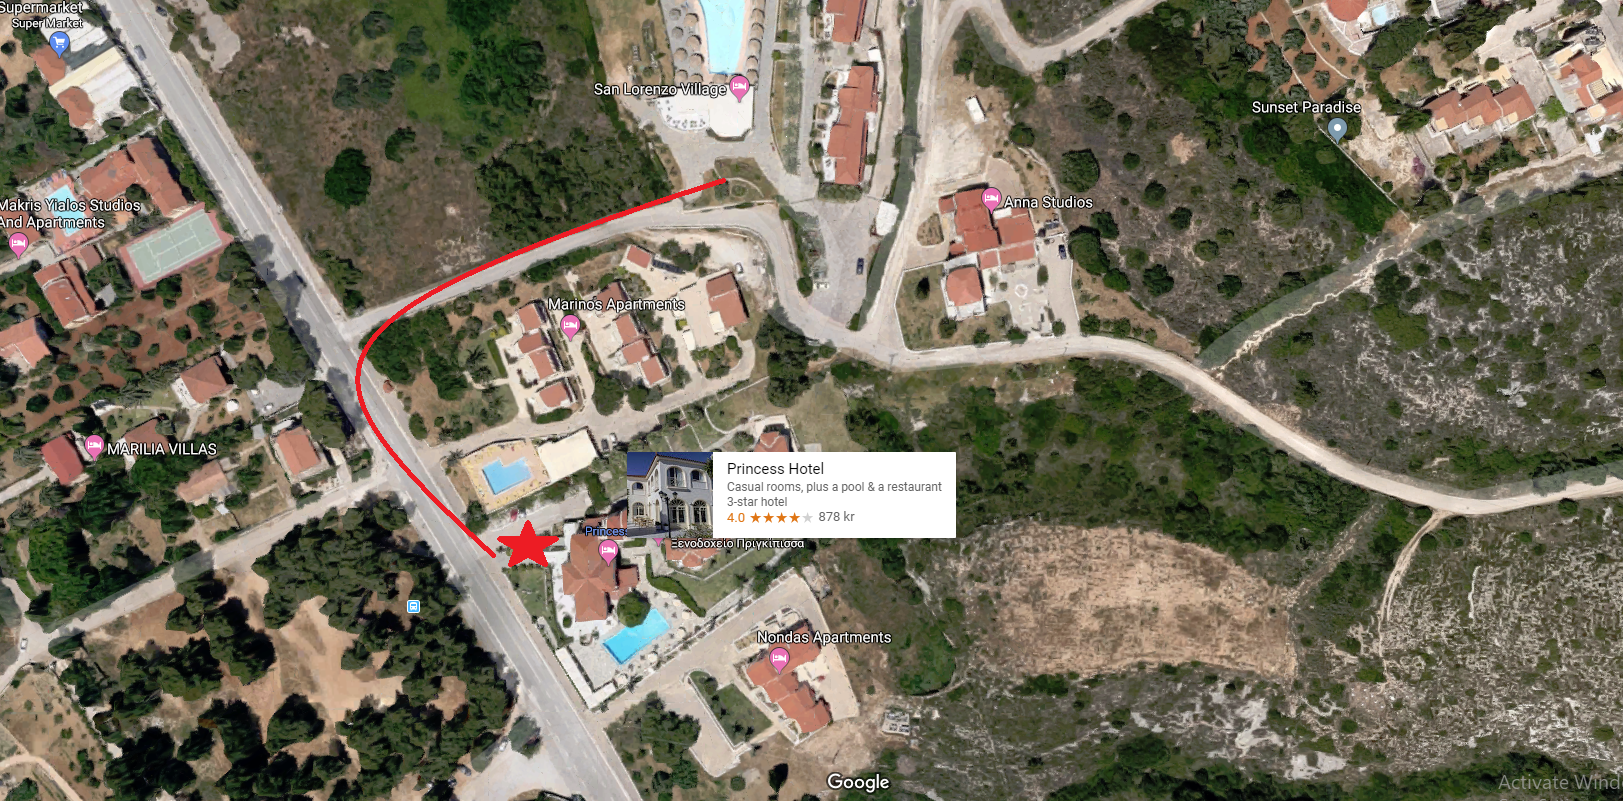 Supermarket
Super Market
San Lorenzo Village
Sunset Paradise
Makris Yialos Studios
And Apartments
Anna Studios
Marinos Apartments
MARILIA VILLAS
Princess Hotel
Casual rooms, plus a pool & a restaurant
3-star hotel
4.0 878 kr
Princess
Ξενοδοχείο Πριγκίπισσα
Nondas Apartments
Google
Activate Wind